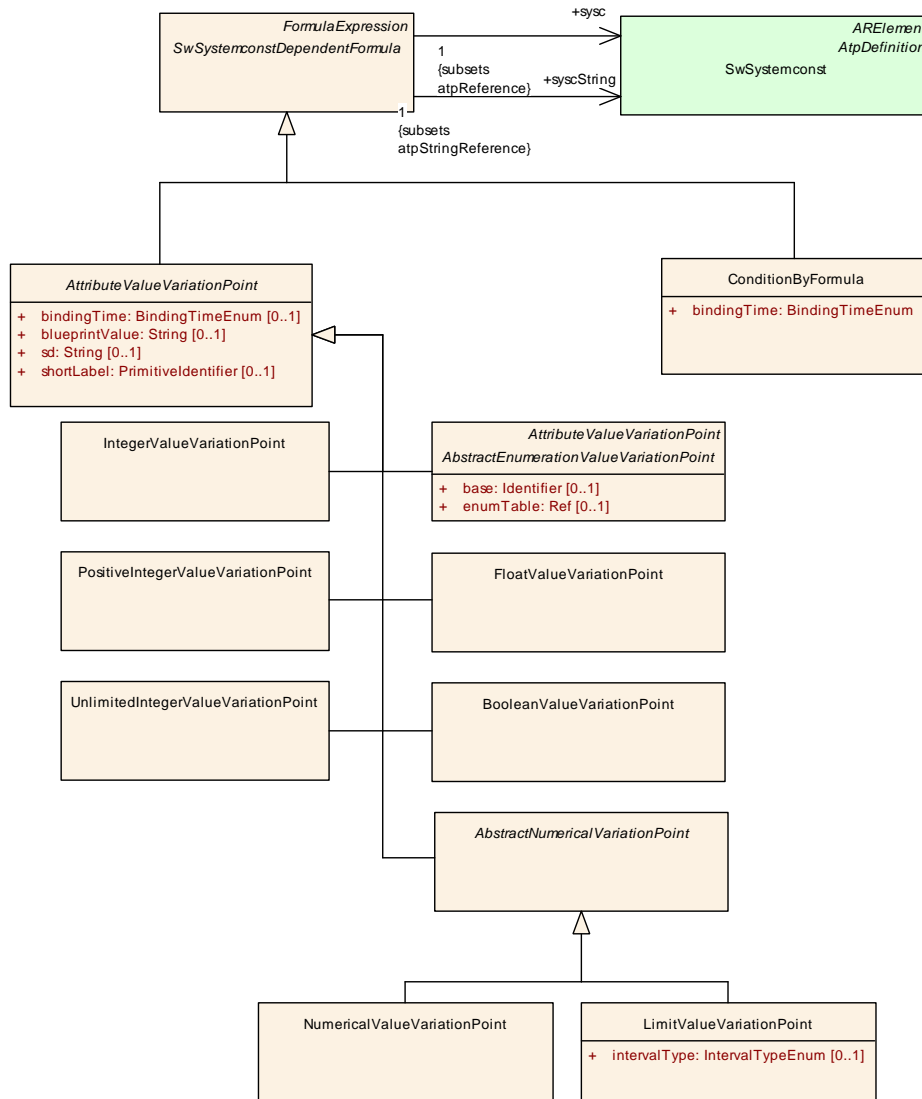 FormulaExpression
SwSystemconstDependentFormula
+sysc
1
{subsets
atpReference}
+syscString
1
{subsets
atpStringReference}
ARElemen
AtpDefinition
SwSystemconst
AttributeValueVariationPoint
+ bindingTime: BindingTimeEnum [0..1]
+ blueprintValue: String [0..1]
+ sd: String [0..1]
+ shortLabel: PrimitiveIdentifier [0..1]
ConditionByFormula
+ bindingTime: BindingTimeEnum
IntegerValueVariationPoint
AttributeValueVariationPoint
AbstractEnumerationValueVariationPoint
+ base: Identifier [0..1]
+ enumTable: Ref [0..1]
PositiveIntegerValueVariationPoint
FloatValueVariationPoint
UnlimitedIntegerValueVariationPoint
BooleanValueVariationPoint
AbstractNumericalVariationPoint
NumericalValueVariationPoint
LimitValueVariationPoint
+ intervalType: IntervalTypeEnum [0..1]